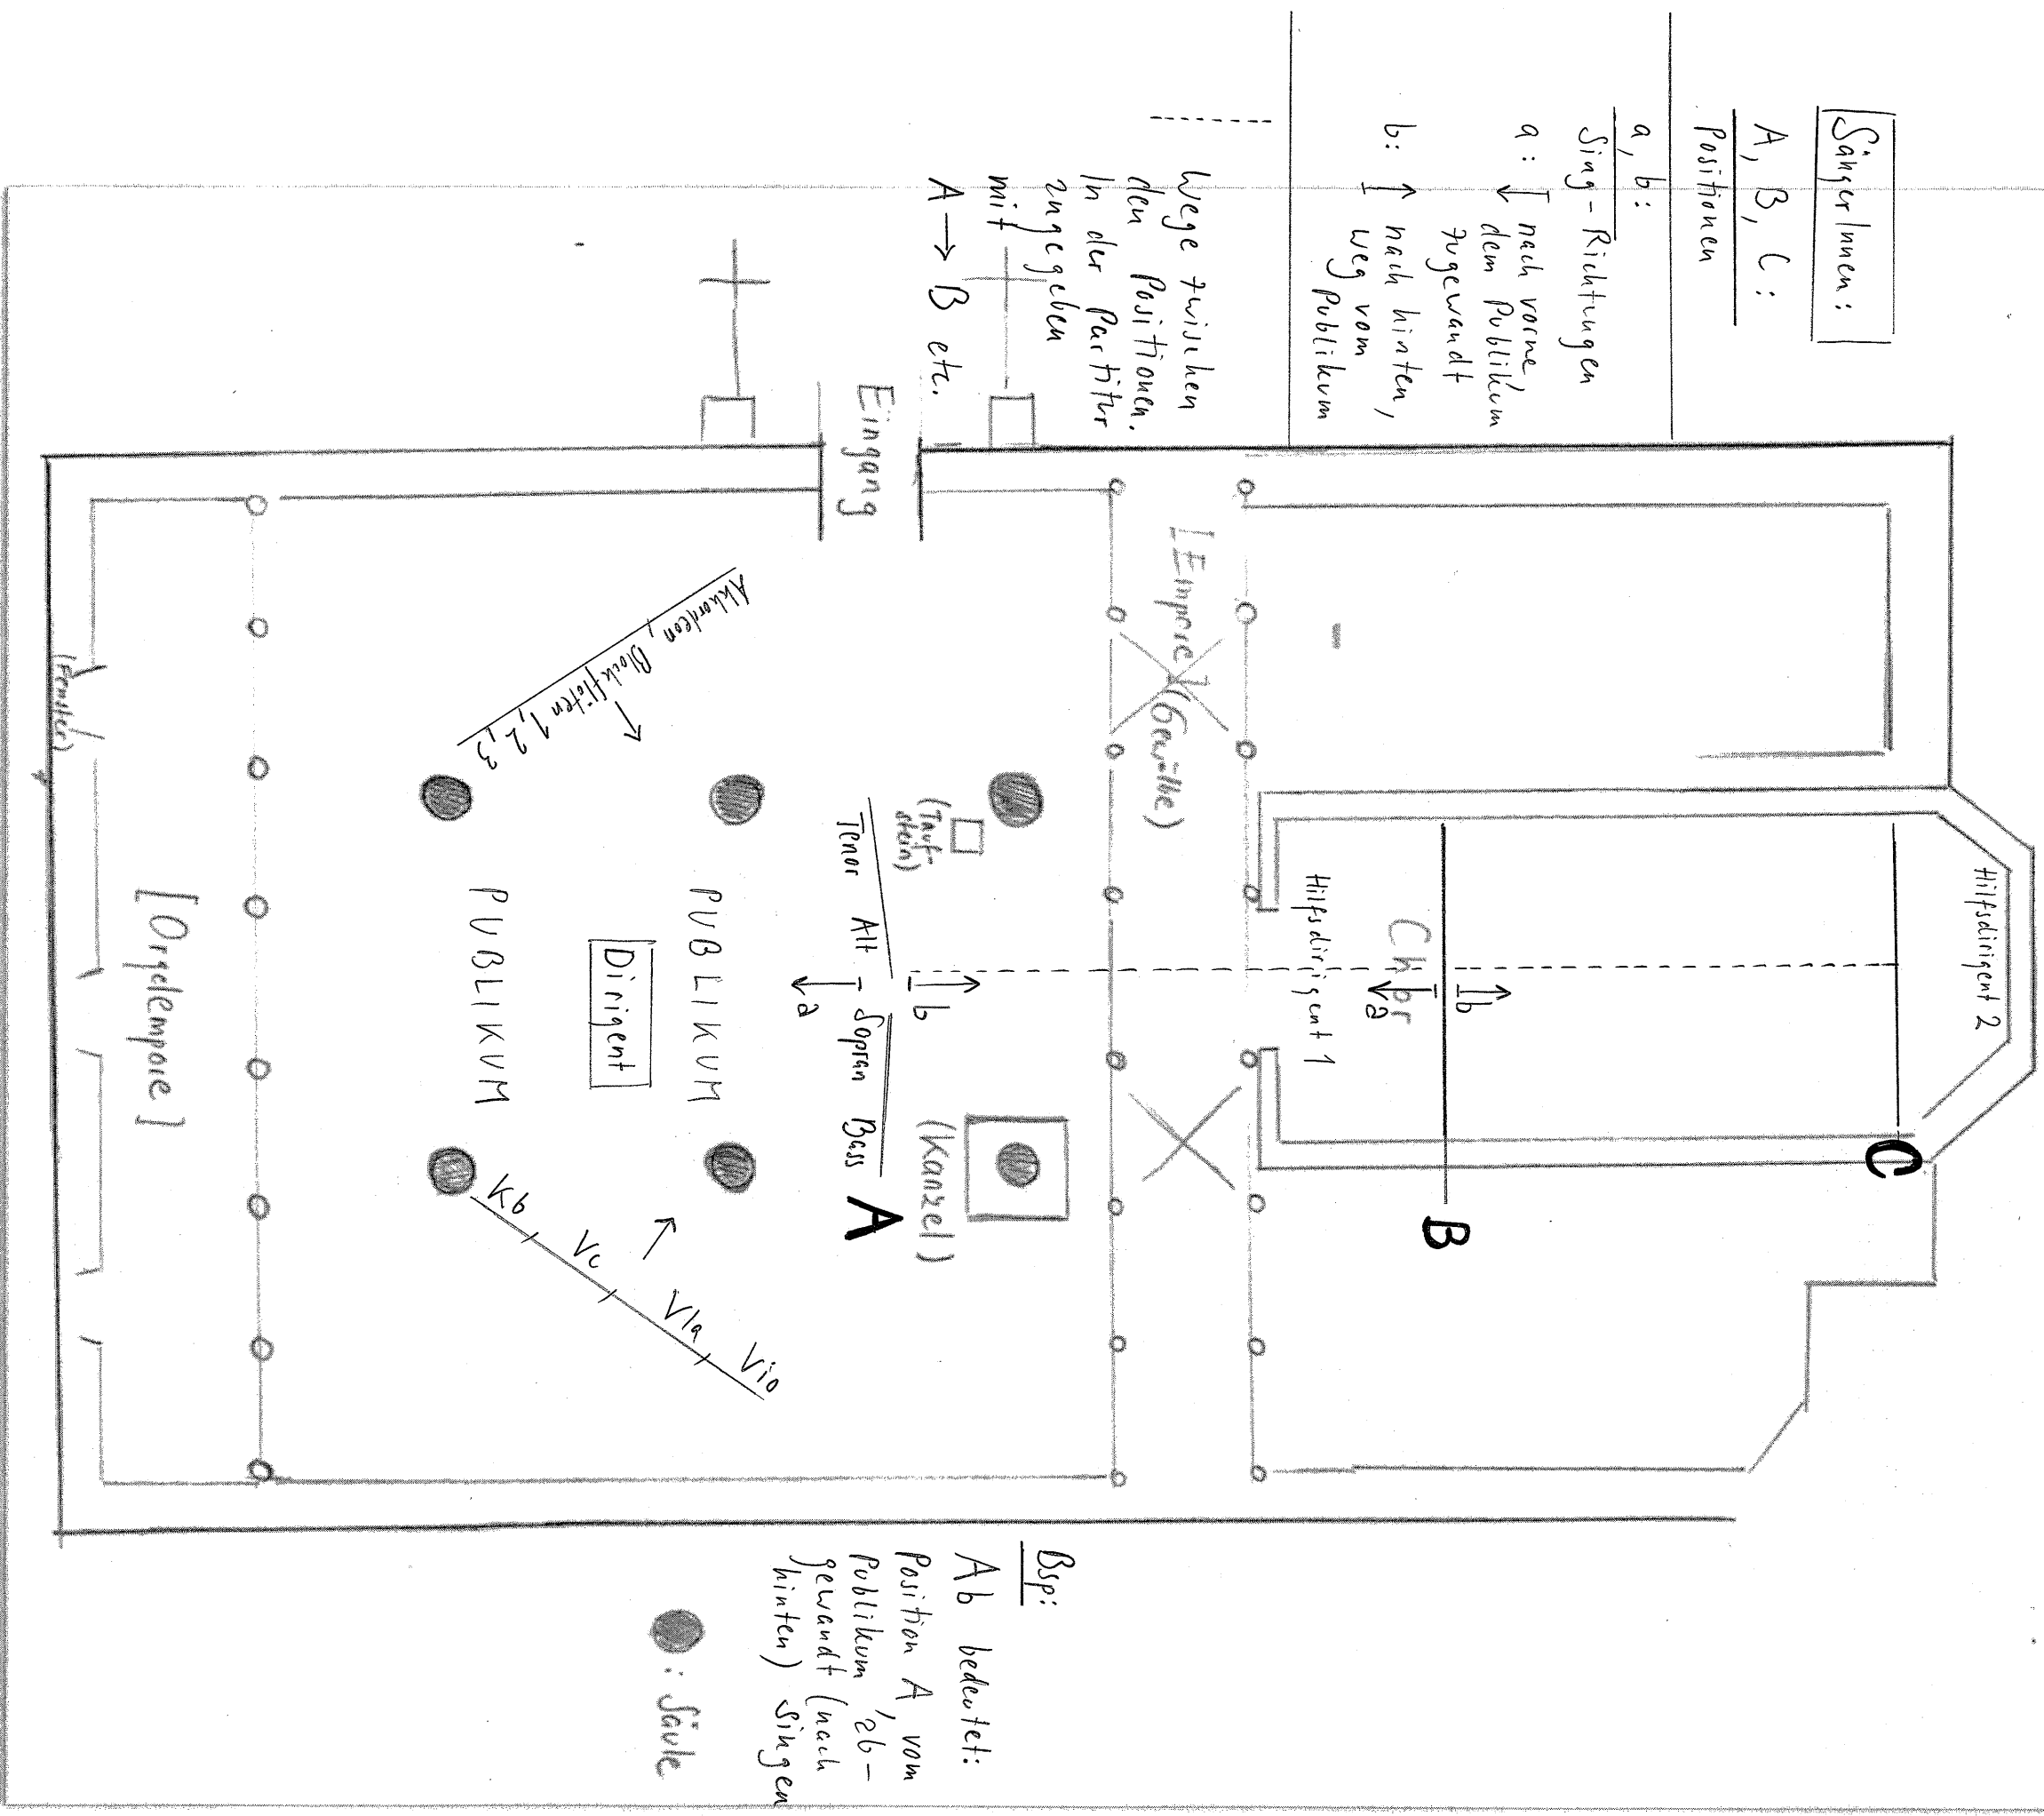 SängerInnen:
A, B, C:
Positionen
a, b:
Sing-Richtungen
a: ↓ nach vorne,
dem Publikum
zugewandt
b: ↑ nach hinten,
weg vom
Publikum
Wege zwischen
den Positionen.
In der Partitur
angegeben
mit
A → B etc.
Hilfsdirigent 2
C
b
a
B
Chor
Hilfsdirigent 1
[Empore] (Gewölbe)
(Kanzel)
(Tauf-
stein)
b
a
Tenor Alt Sopran Bass
A
Eingang
Akkordeon, Blockflöten 1, 2, 3
PUBLIKUM
Dirigent
PUBLIKUM
Kb Vc Vla Vio
[Orgelempore]
(Fenster)
Bsp:
Ab bedeutet:
Position A, vom
Publikum ab-
gewandt (nach
hinten) singen
: Säule